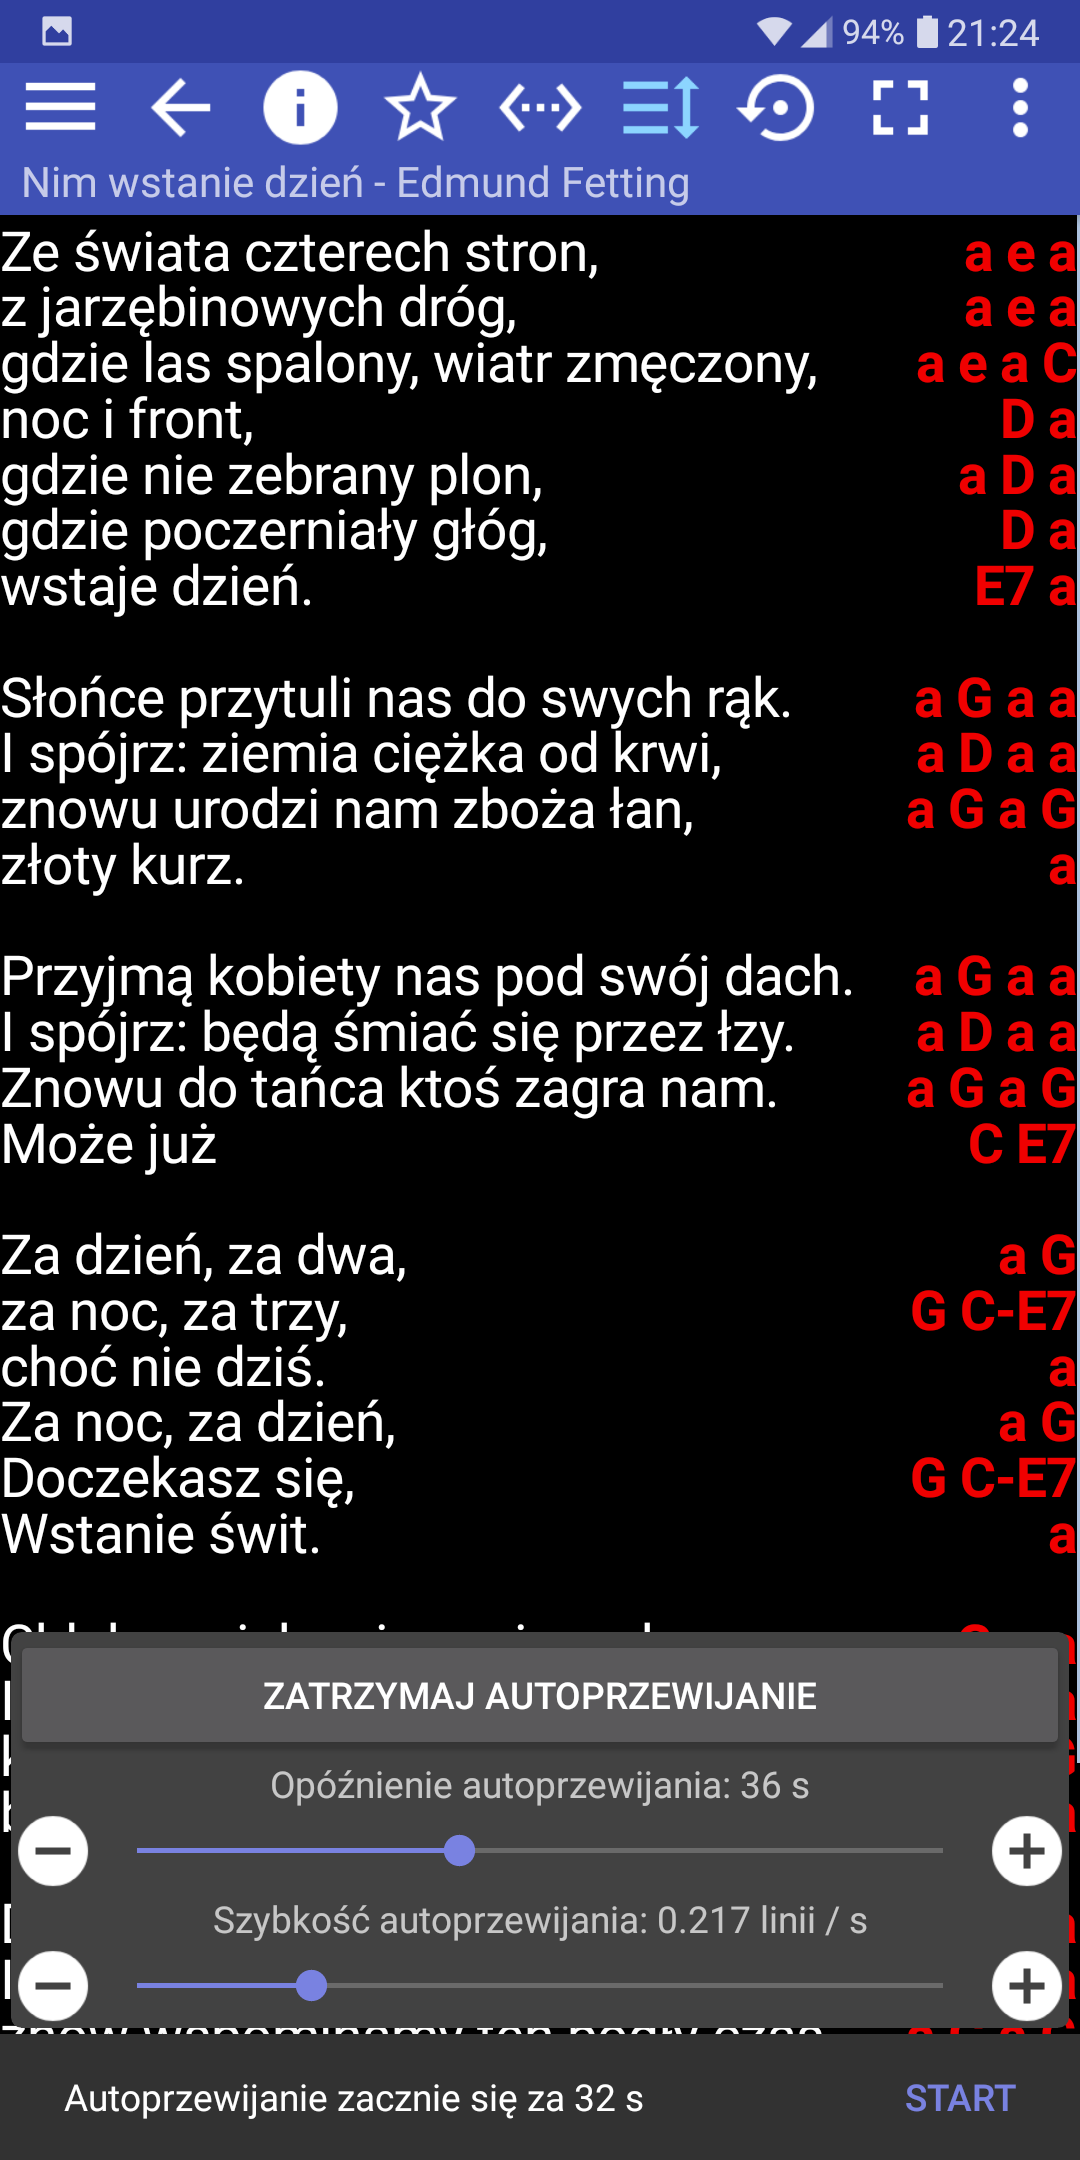 94% 21:24
Nim wstanie dzień - Edmund Fetting
Ze świata czterech stron, a e a
z jarzębinowych dróg, a e a
gdzie las spalony, wiatr zmęczony, a e a C
noc i front, D a
gdzie nie zebrany plon, a D a
gdzie poczerniały głóg, D a
wstaje dzień. E7 a
Słońce przytuli nas do swych rąk. a G a a
I spójrz: ziemia ciężka od krwi, a D a a
znowu urodzi nam zboża łan, a G a G
złoty kurz. a
Przyjmą kobiety nas pod swój dach. a G a a
I spójrz: będą śmiać się przez łzy. a D a a
Znowu do tańca ktoś zagra nam. a G a G
Może już C E7
Za dzień, za dwa, a G
za noc, za trzy, G C-E7
choć nie dziś. a
Za noc, za dzień, a G
Doczekasz się, G C-E7
Wstanie świt. a
ZATRZYMAJ AUTOPRZEWIJANIE
Opóźnienie autoprzewijania: 36 s
Szybkość autoprzewijania: 0.217 linii / s
Autoprzewijanie zacznie się za 32 s START